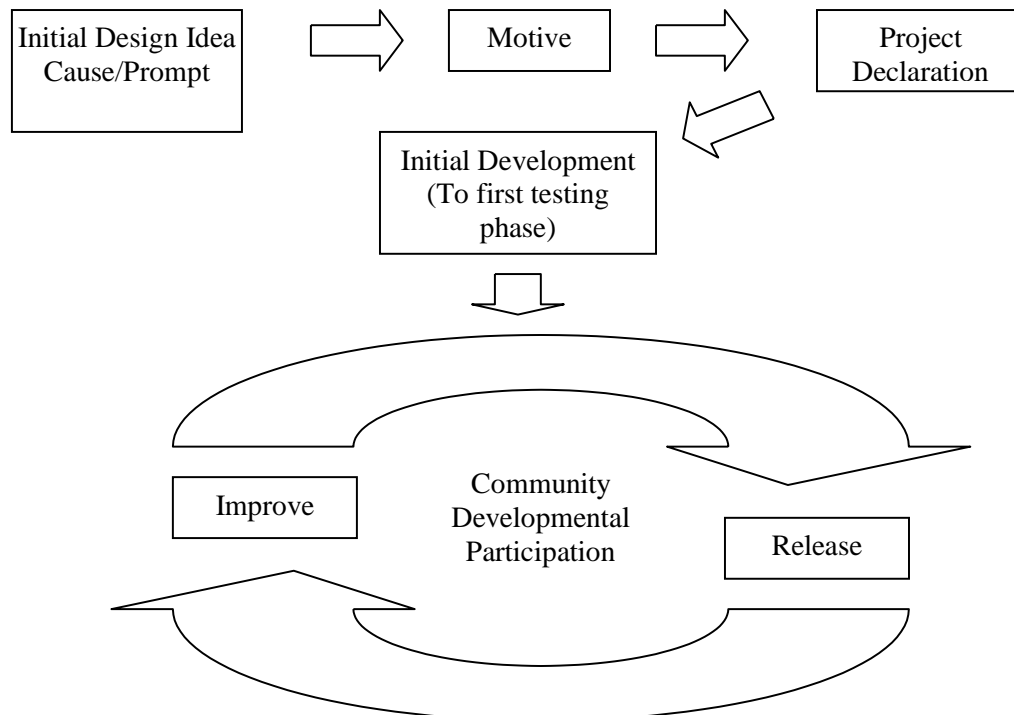 Initial Design Idea
Cause/Prompt
Motive
Project
Declaration
Initial Development
(To first testing
phase)
Improve
Community
Developmental
Participation
Release